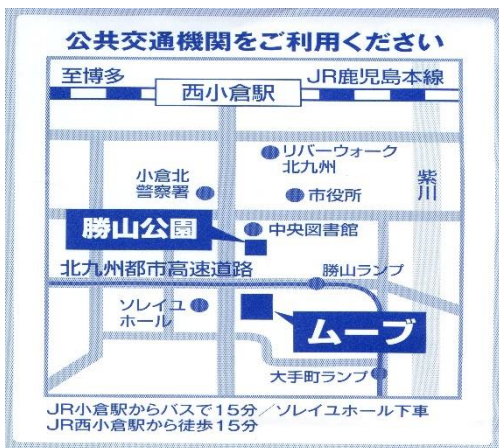 公共交通機関をご利用ください
至博多
JR鹿児島本線
西小倉駅
リバーウォーク
北九州
小倉北
警察署
市役所
紫川
勝山公園
中央図書館
北九州都市高速道路
勝山ランプ
ソレイユ
ホール
ムーブ
大手町ランプ
JR小倉駅からバスで15分/ソレイユホール下車
JR西小倉駅から徒歩15分